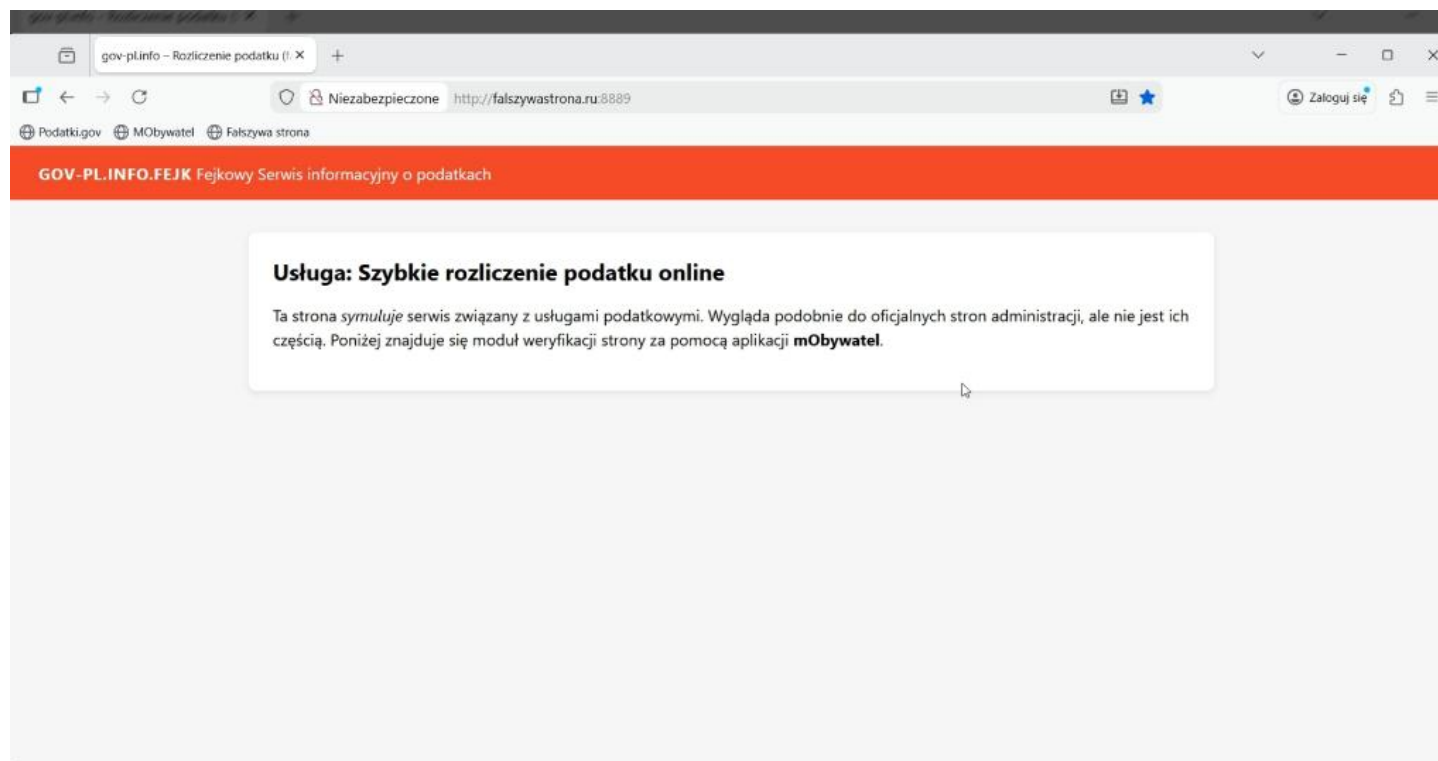 gov-pl.info – Rozliczenie podatku (f
Niezabezpieczone http://falszywastrona.ru:8889
Zaloguj się
Podatki.gov MObywatel Fałszywa strona
GOV-PL.INFO.FEJK Fejkowy Serwis informacyjny o podatkach
Usługa: Szybkie rozliczenie podatku online
Ta strona symuluje serwis związany z usługami podatkowymi. Wygląda podobnie do oficjalnych stron administracji, ale nie jest ich
częścią. Poniżej znajduje się moduł weryfikacji strony za pomocą aplikacji mObywatel.